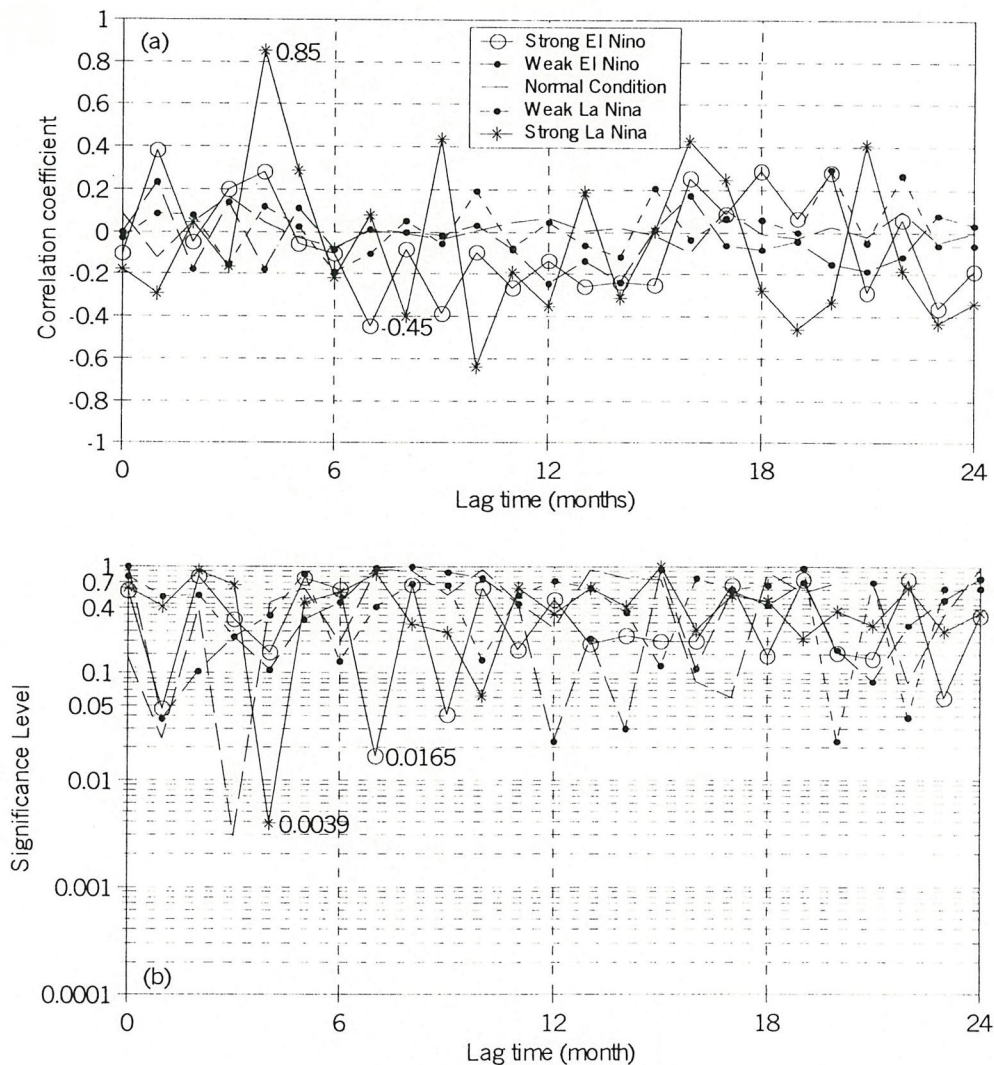 (a)
Strong El Nino
Weak El Nino
Normal Condition
Weak La Nina
Strong La Nina
1
0.8
0.6
0.4
0.2
0
-0.2
-0.4
-0.6
-0.8
-1
Correlation coefficient
0.85
-0.45
0 6 12 18 24
Lag time (months)
1
0.7
0.4
0.1
0.05
0.01
0.001
0.0001
Significance Level
0.0165
0.0039
(b)
0 6 12 18 24
Lag time (month)